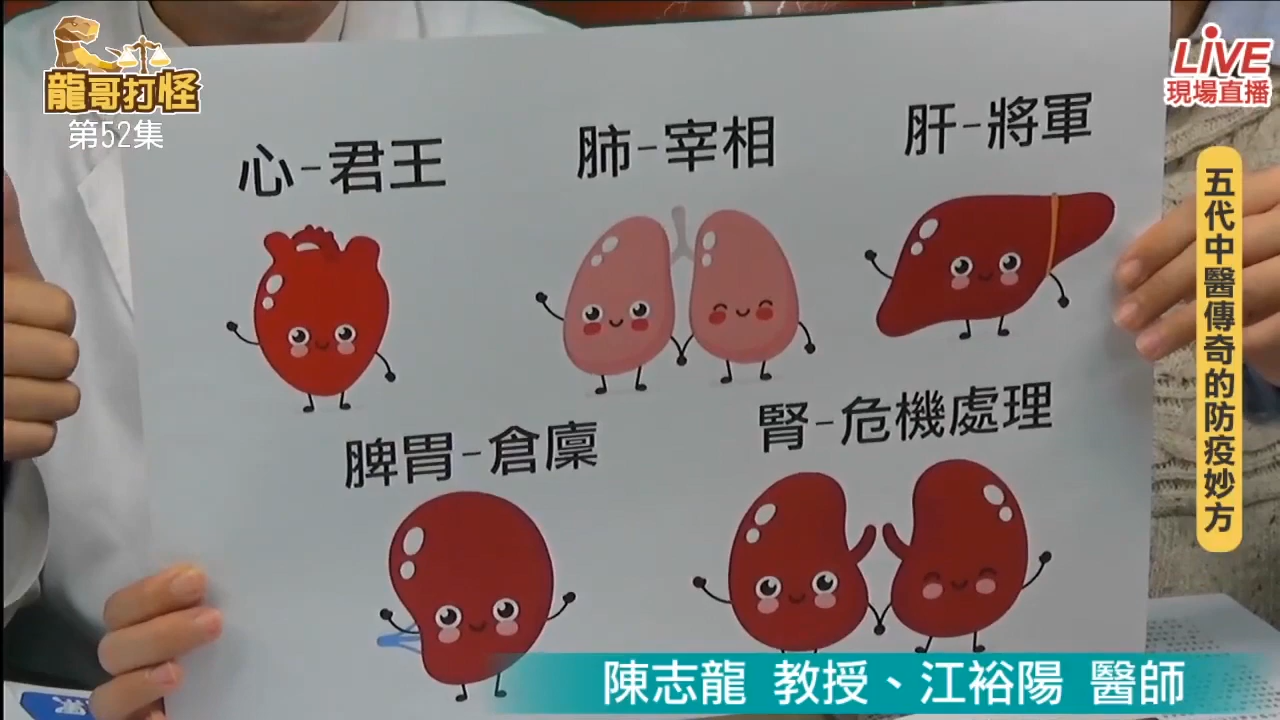 龍哥打怪
第52集
LiVE
現場直播
心-君王
肺-宰相
肝-將軍
脾胃-倉廩
腎-危機處理
五代中醫傳奇的防疫妙方
陳志龍 教授、江裕陽 醫師